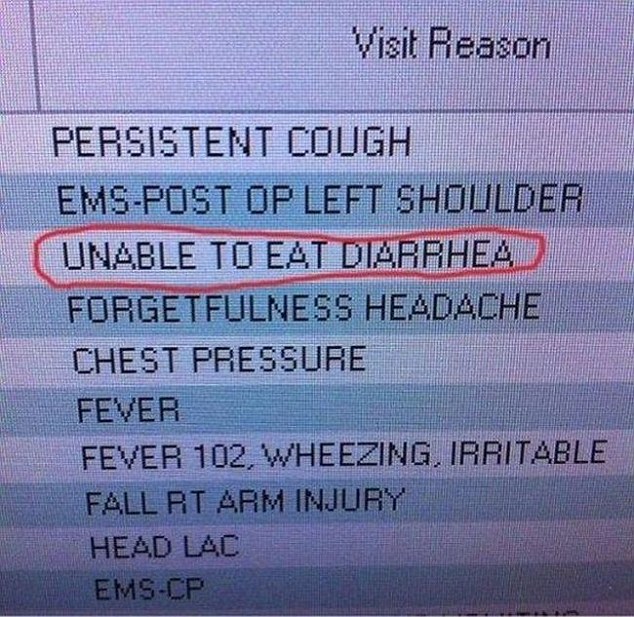 Visit Reason
PERSISTENT COUGH
EMS-POST OP LEFT SHOULDER
UNABLE TO EAT DIARRHEA
FORGETFULNESS HEADACHE
CHEST PRESSURE
FEVER
FEVER 102, WHEEZING, IRRITABLE
FALL RT ARM INJURY
HEAD LAC
EMS-CP